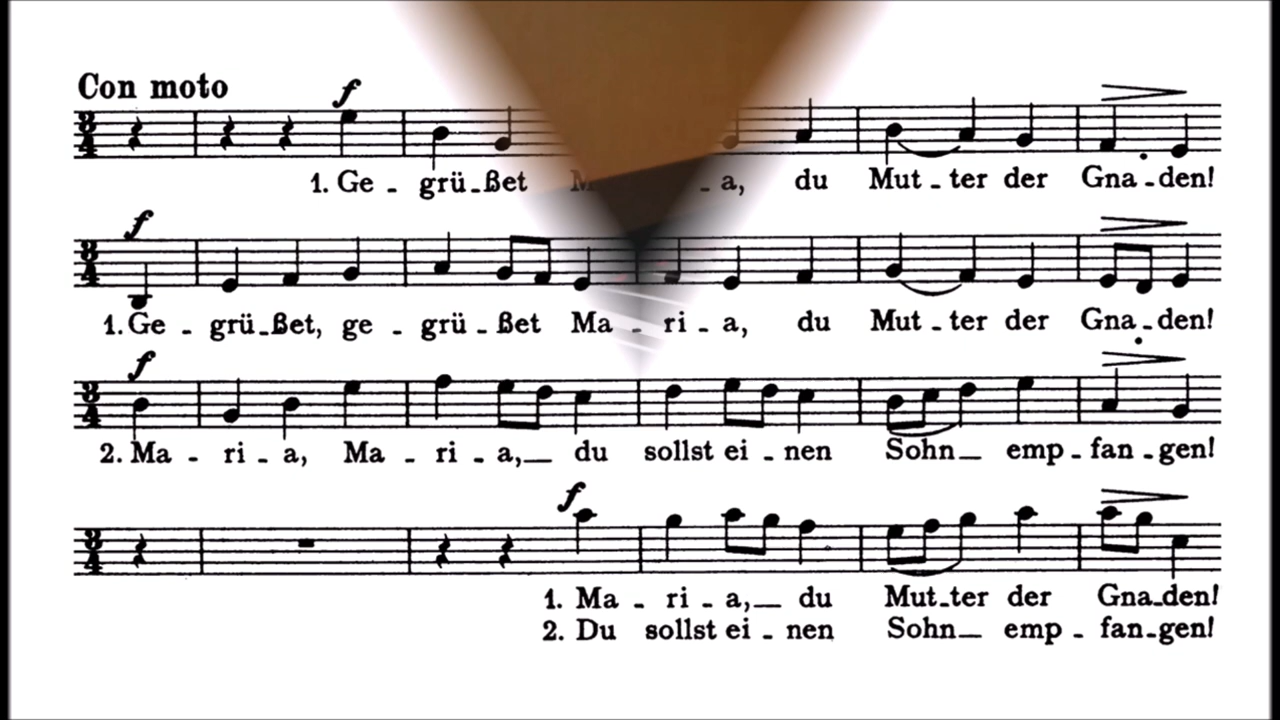 Con moto
f
1. Ge - grü-ßet - a, du Mut-ter der Gna-den!
f
1. Ge - grü-ßet, ge - grü-ßet Ma - ri - a, du Mut-ter der Gna-den!
f
2. Ma - ri - a, Ma - ri - a,_ du sollst ei - nen Sohn_ emp-fan-gen!
f
1. Ma - ri - a,_ du Mut-ter der Gna-den!
2. Du sollst ei - nen Sohn_ emp - fan-gen!